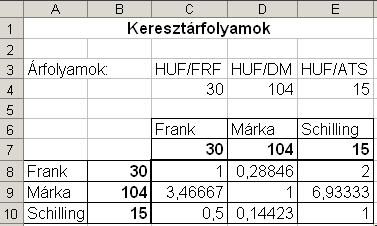 A B C D E
1 Keresztárfolyamok
2
3 Árfolyamok: HUF/FRF HUF/DM HUF/ATS
4 30 104 15
5
6 Frank Márka Schilling
7 30 104 15
8 Frank 30 1 0,28846 2
9 Márka 104 3,46667 1 6,93333
10 Schilling 15 0,5 0,14423 1